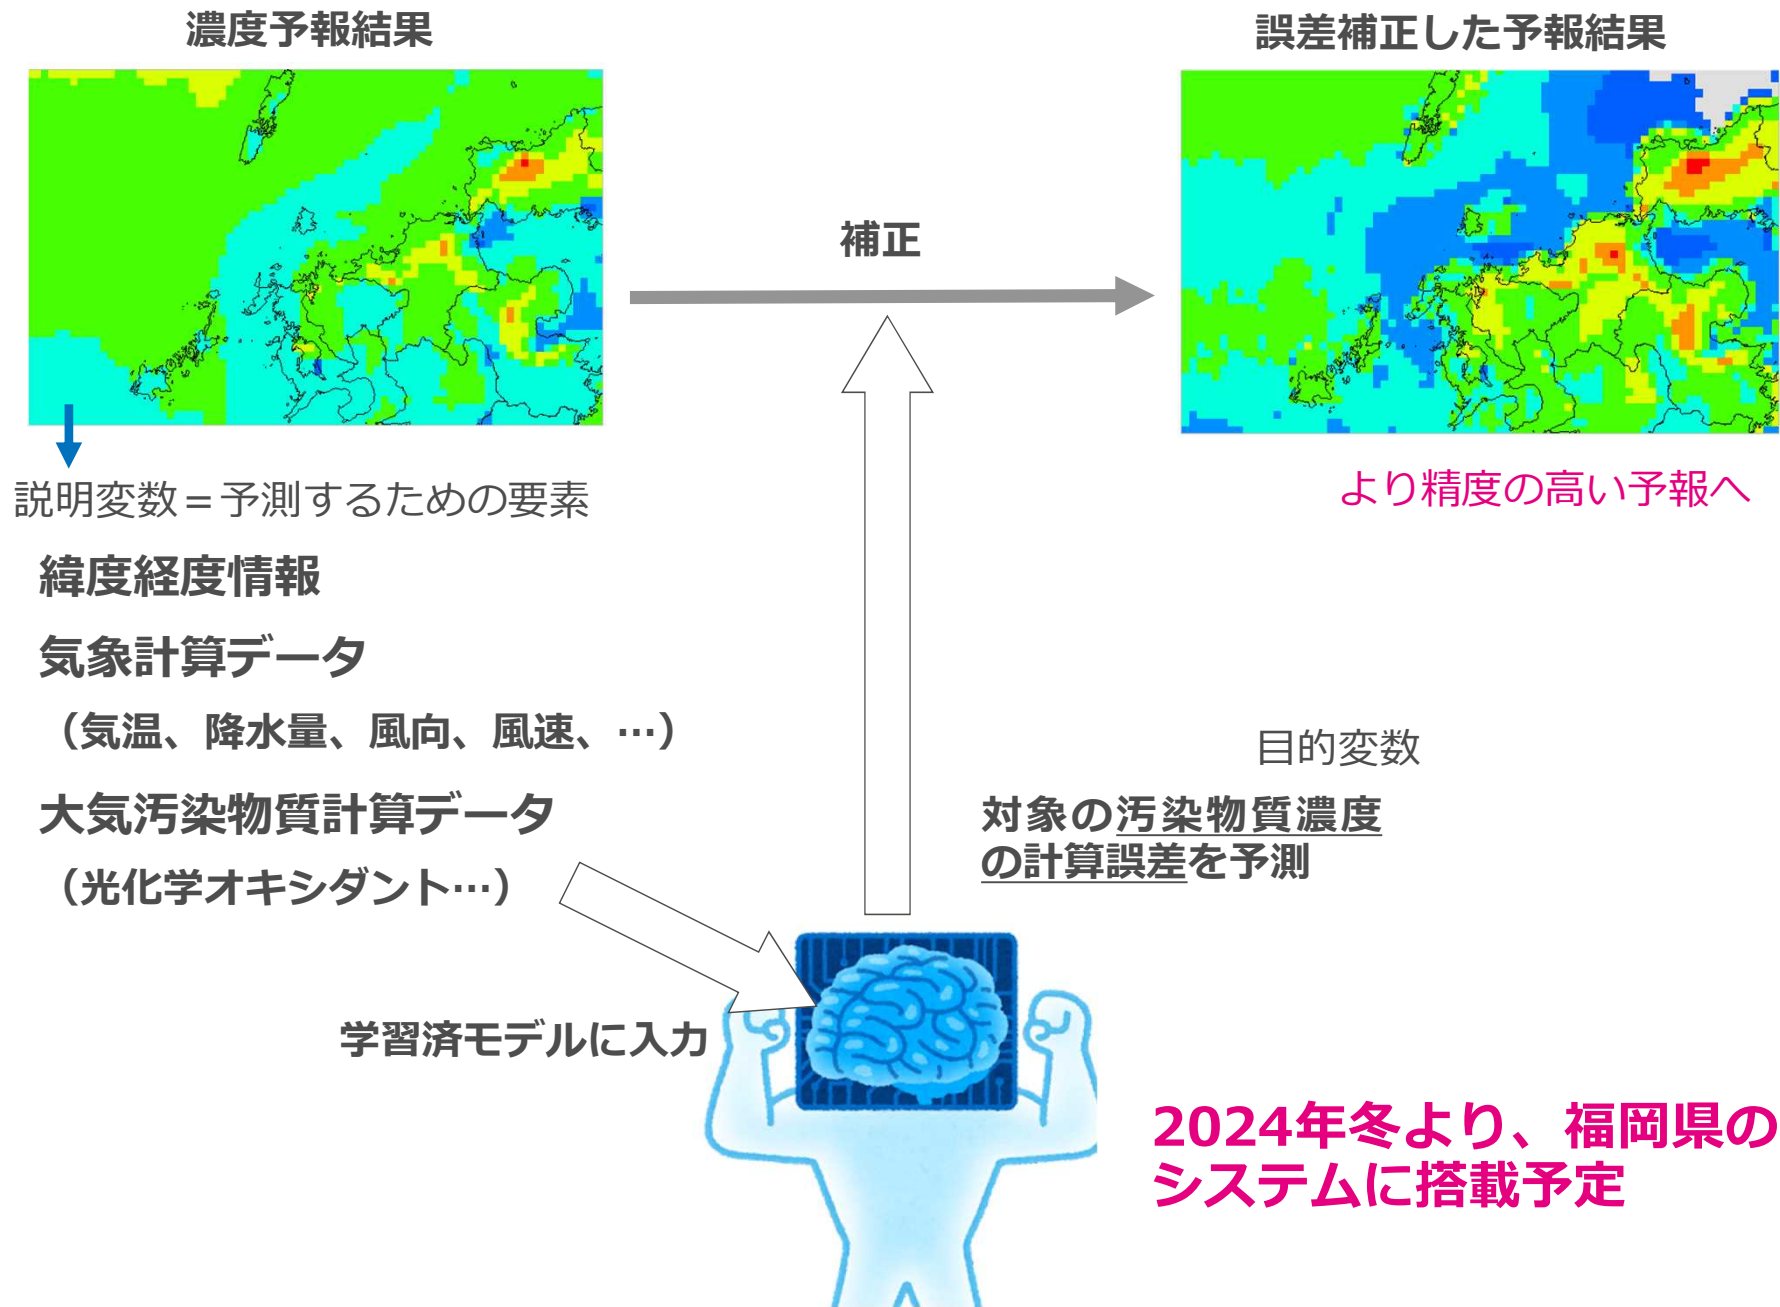 濃度予報結果
誤差補正した予報結果
補正
説明変数＝予測するための要素
より精度の高い予報へ
緯度経度情報
気象計算データ
（気温、降水量、風向、風速、…）
大気汚染物質計算データ
（光化学オキシダント…）
目的変数
対象の汚染物質濃度
の計算誤差を予測
学習済モデルに入力
2024年冬より、福岡県の
システムに搭載予定